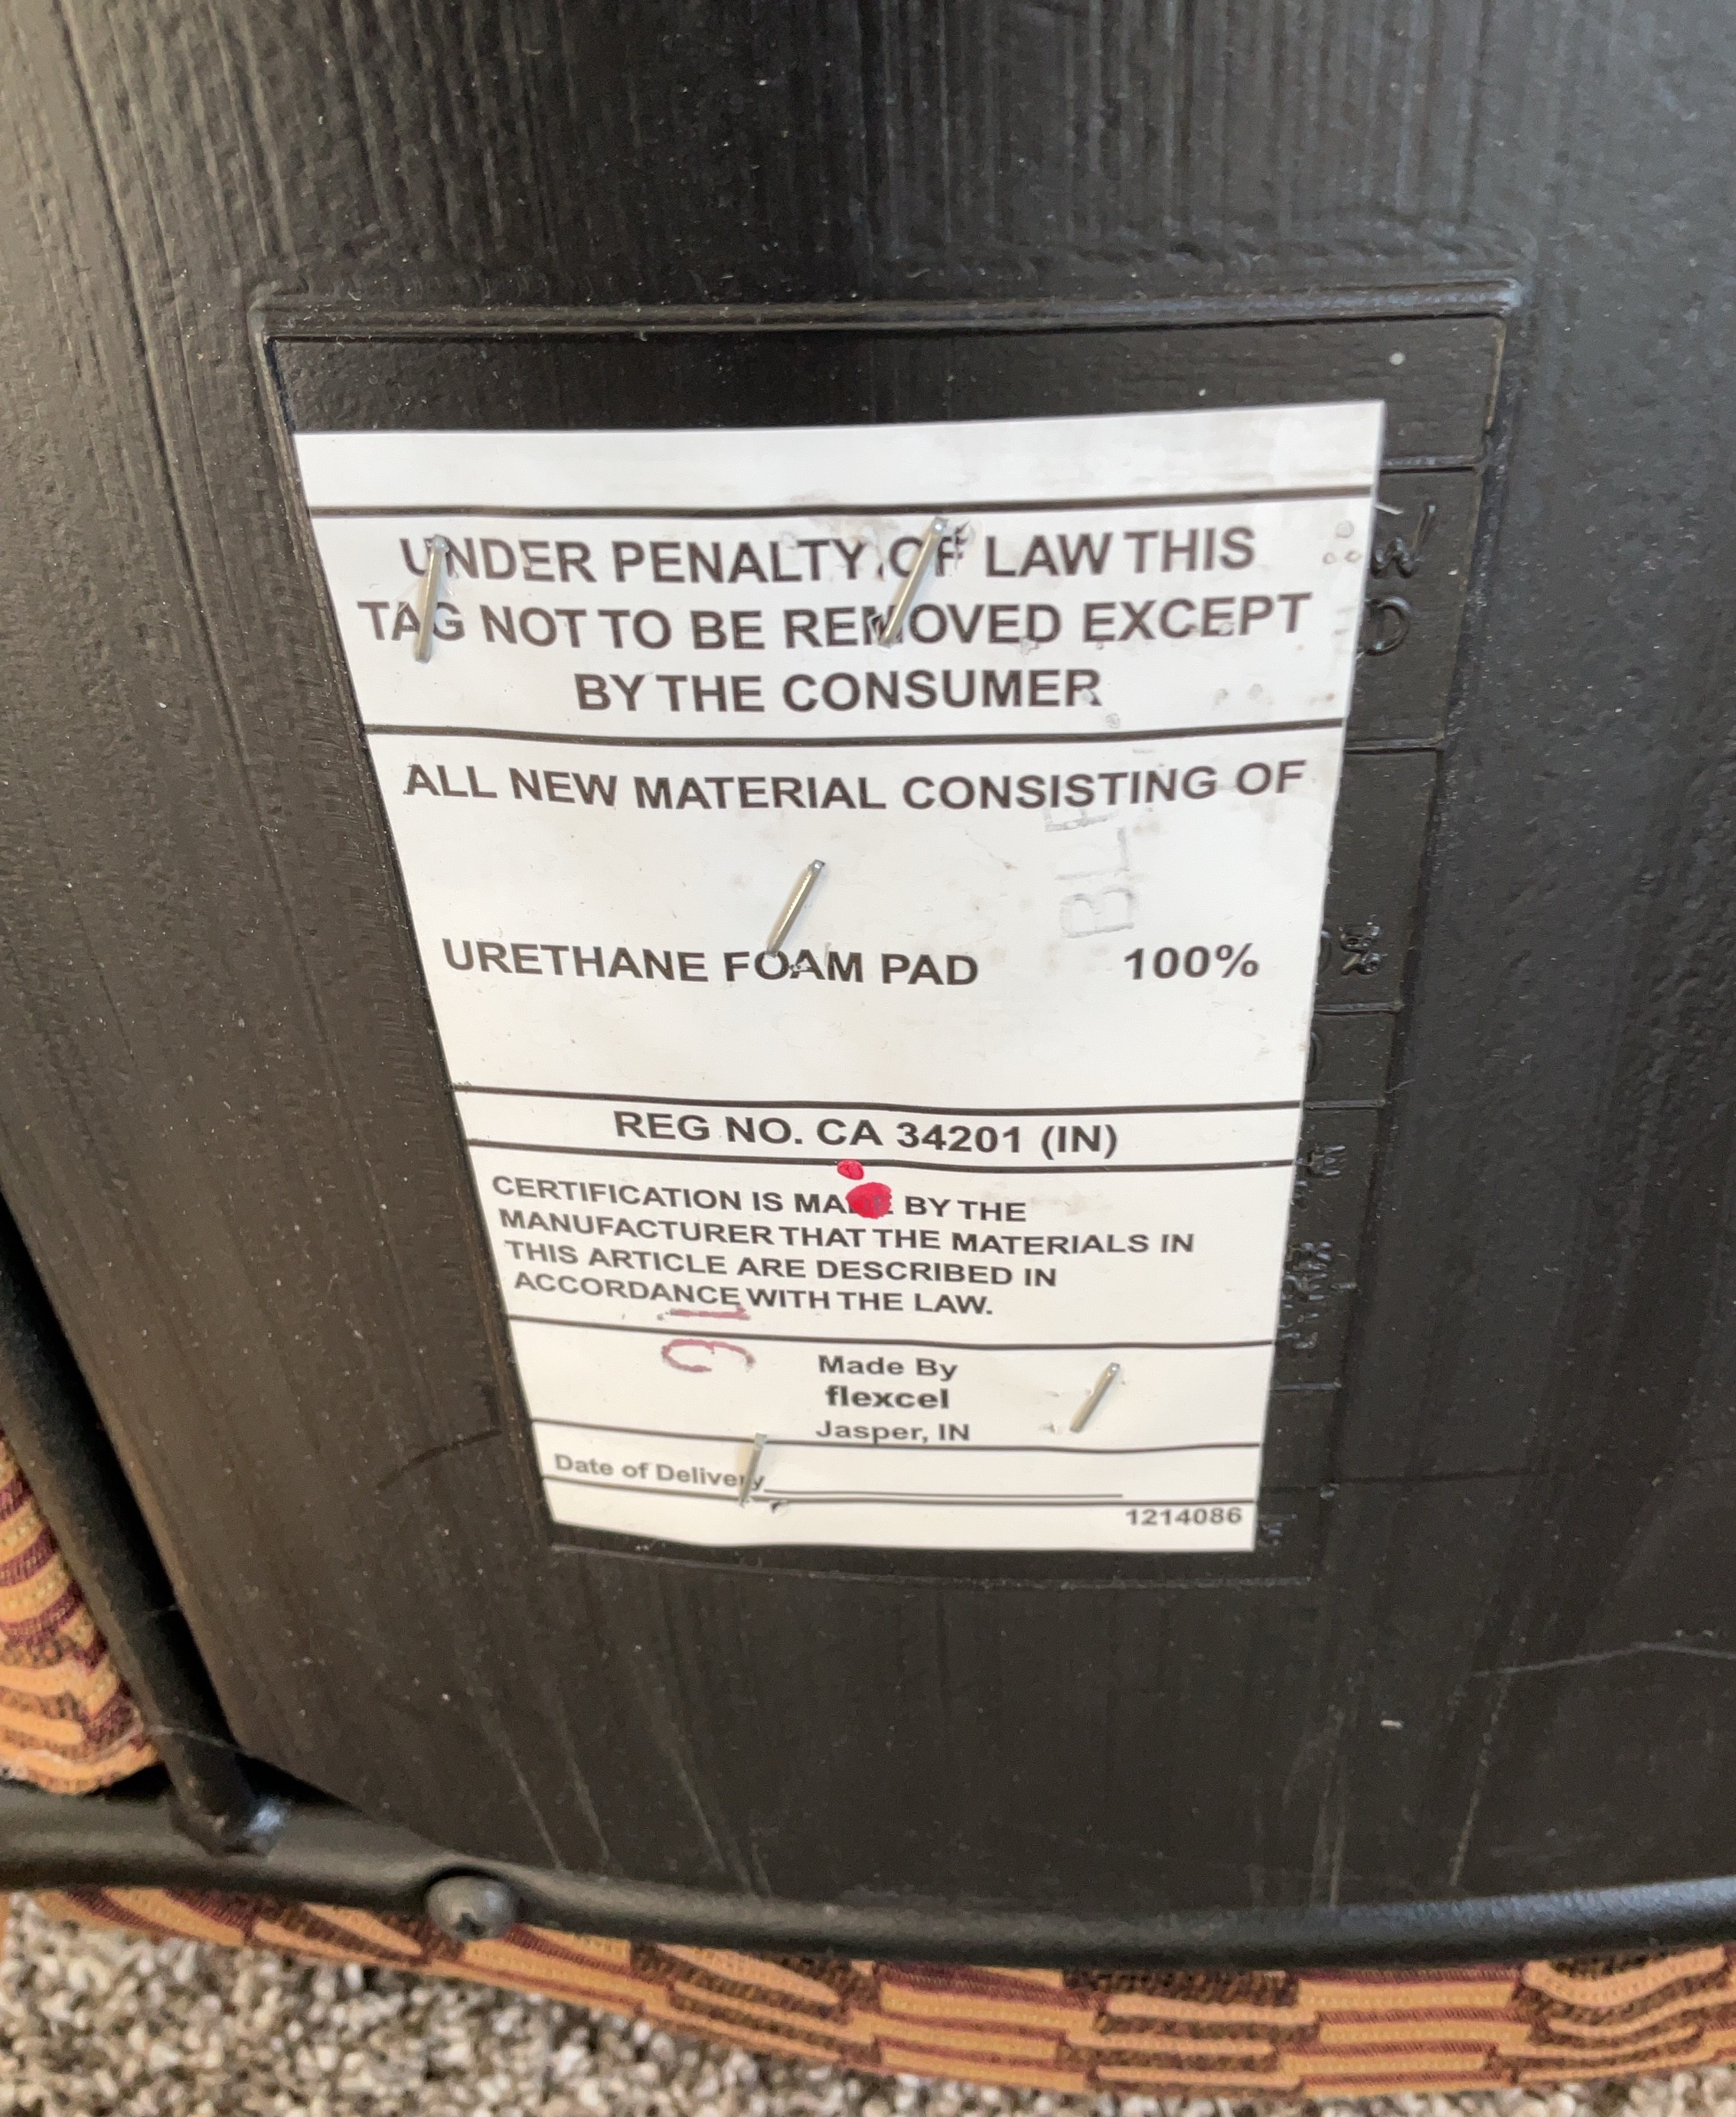 UNDER PENALTY OF LAW THIS
TAG NOT TO BE REMOVED EXCEPT
BY THE CONSUMER
ALL NEW MATERIAL CONSISTING OF
BLE
URETHANE FOAM PAD 100%
REG NO. CA 34201 (IN)
CERTIFICATION IS MADE BY THE
MANUFACTURER THAT THE MATERIALS IN
THIS ARTICLE ARE DESCRIBED IN
ACCORDANCE WITH THE LAW.
Made By
flexcel
Jasper, IN
Date of Delivery
1214086